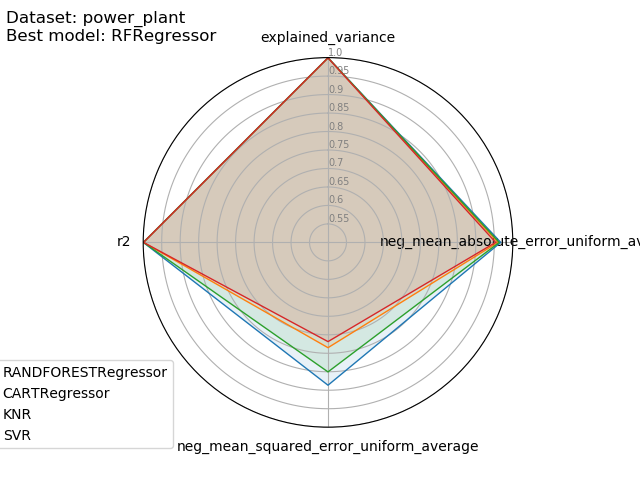 Dataset: power_plant
Best model: RFRegressor
explained_variance
1.0
0.95
0.9
0.85
0.8
0.75
0.7
0.65
0.6
0.55
r2
neg_mean_absolute_error_uniform_av
RANDFORESTRegressor
CARTRegressor
KNR
SVR
neg_mean_squared_error_uniform_average